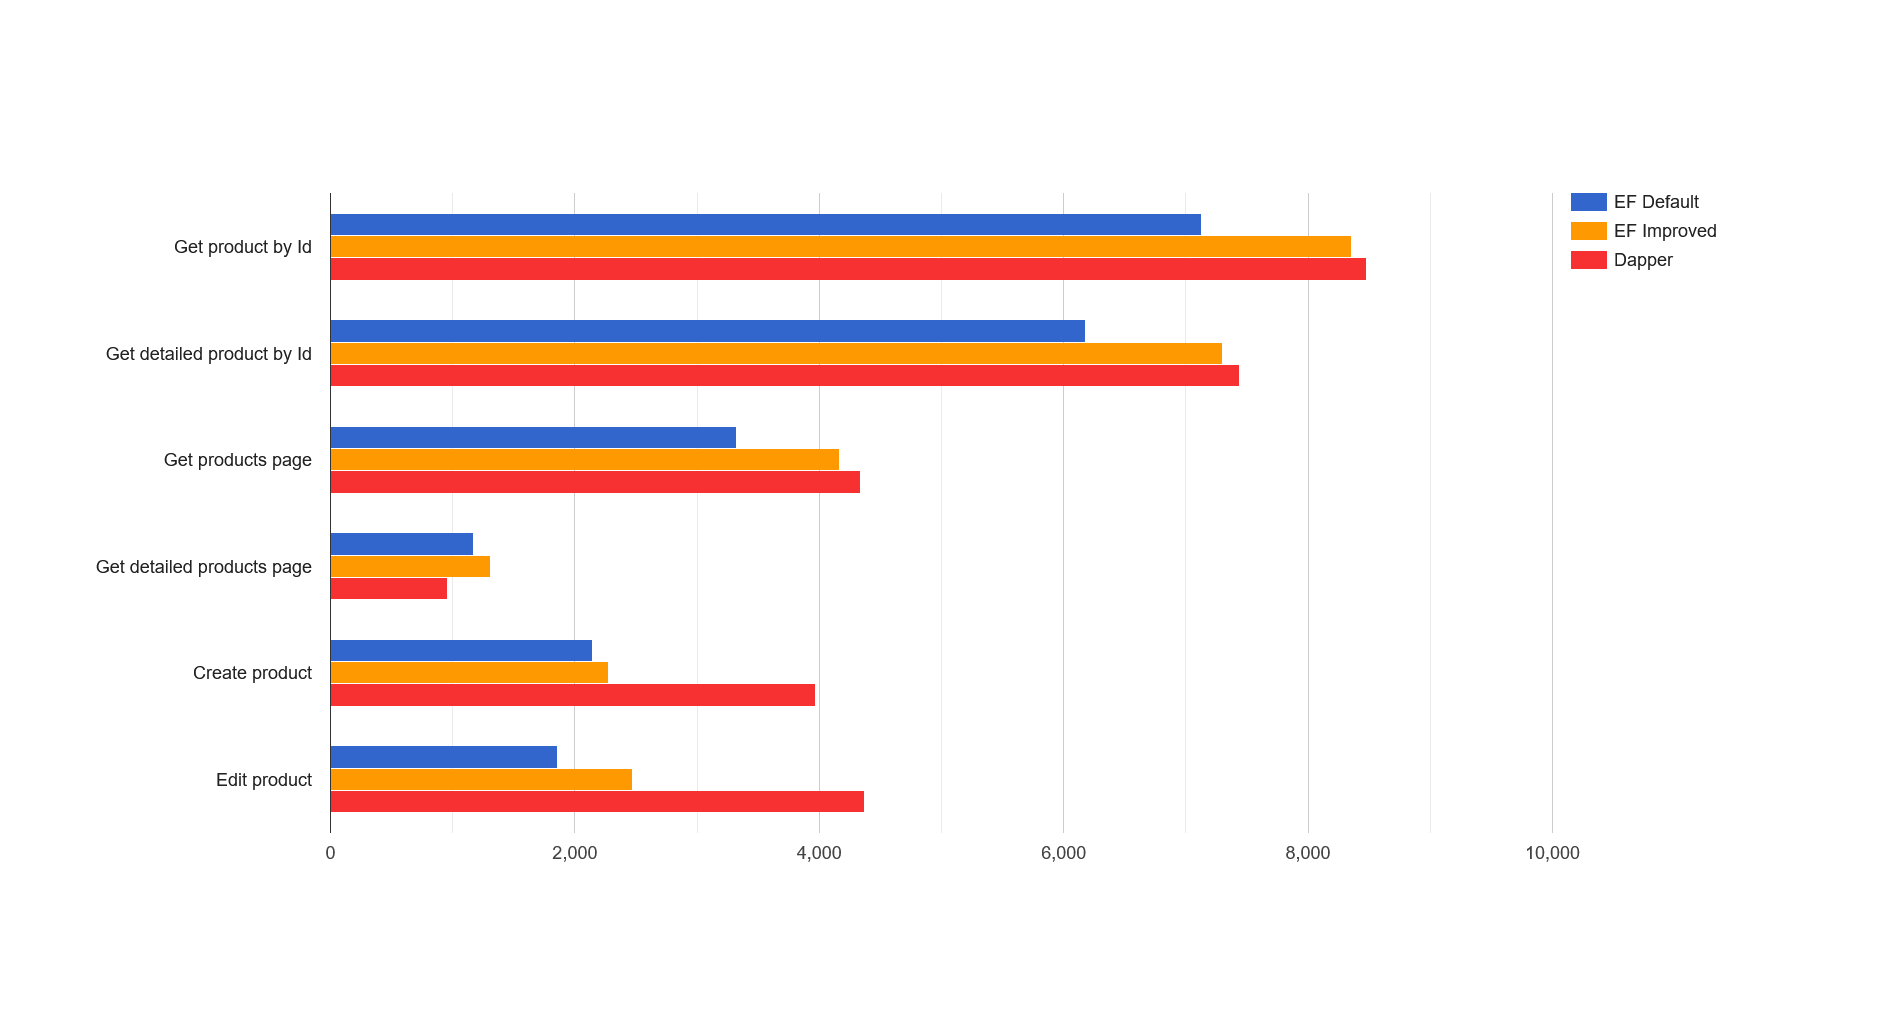 EF Default
EF Improved
Dapper
Get product by Id
Get detailed product by Id
Get products page
Get detailed products page
Create product
Edit product
0 2,000 4,000 6,000 8,000 10,000